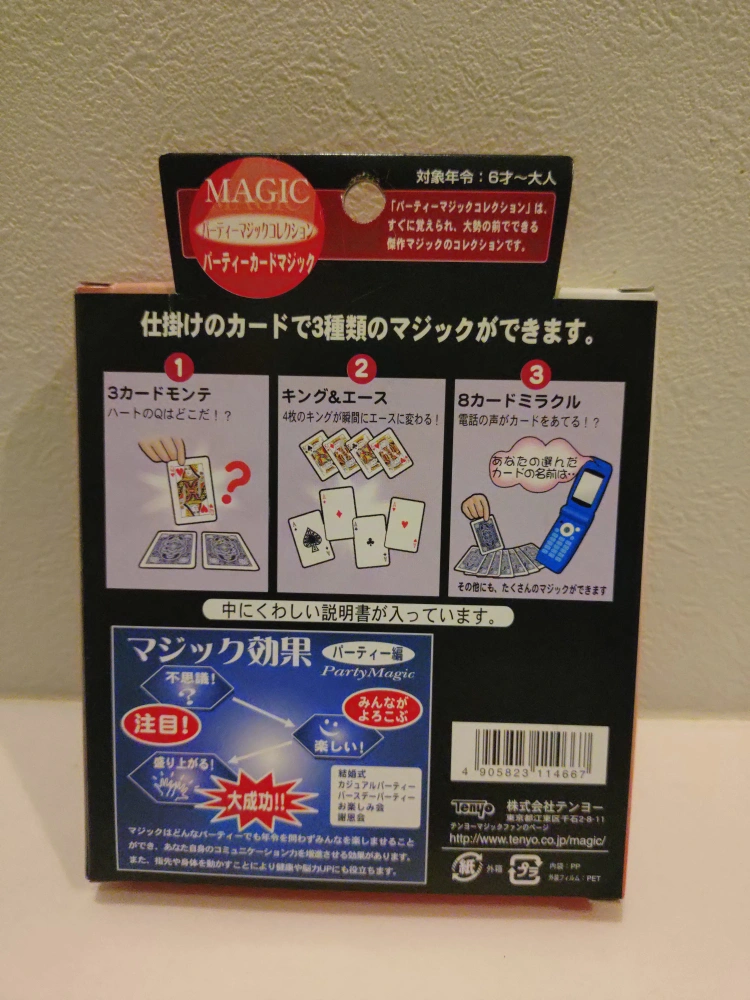 MAGIC
パーティーマジックコレクション
パーティーカードマジック
対象年令：6才～大人
「パーティーマジックコレクション」は、
すぐに覚えられ、大勢の前でできる
傑作マジックのコレクションです。
仕掛けのカードで3種類のマジックができます。
1
3カードモンテ
ハートのQはどこだ！？
?
2
キング&エース
4枚のキングが瞬間にエースに変わる！
3
8カードミラクル
電話の声がカードをあてる！？
あなたの選んだ
カードの名前は…
その他にも、たくさんのマジックができます
中にくわしい説明書が入っています。
マジック効果
パーティー編
PartyMagic
不思議！
?
注目！
みんなが
よろこぶ
楽しい！
盛り上がる！
大成功!!
結婚式
カジュアルパーティー
バースデーパーティー
お楽しみ会
謝恩会
マジックはどんなパーティーでも年令を問わずみんなを楽しませること
ができ、あなた自身のコミュニケーション力を増進させる効果があります。
また、指先や身体を動かすことにより健康や脳力UPにも役立ちます。
4 905823 114667
Tenyo 株式会社テンヨー
東京都江東区千石2-8-11
テンヨーマジックファンのページ
http://www.tenyo.co.jp/magic/
紙 外箱
プラ 内袋：PP
外装フィルム：PET